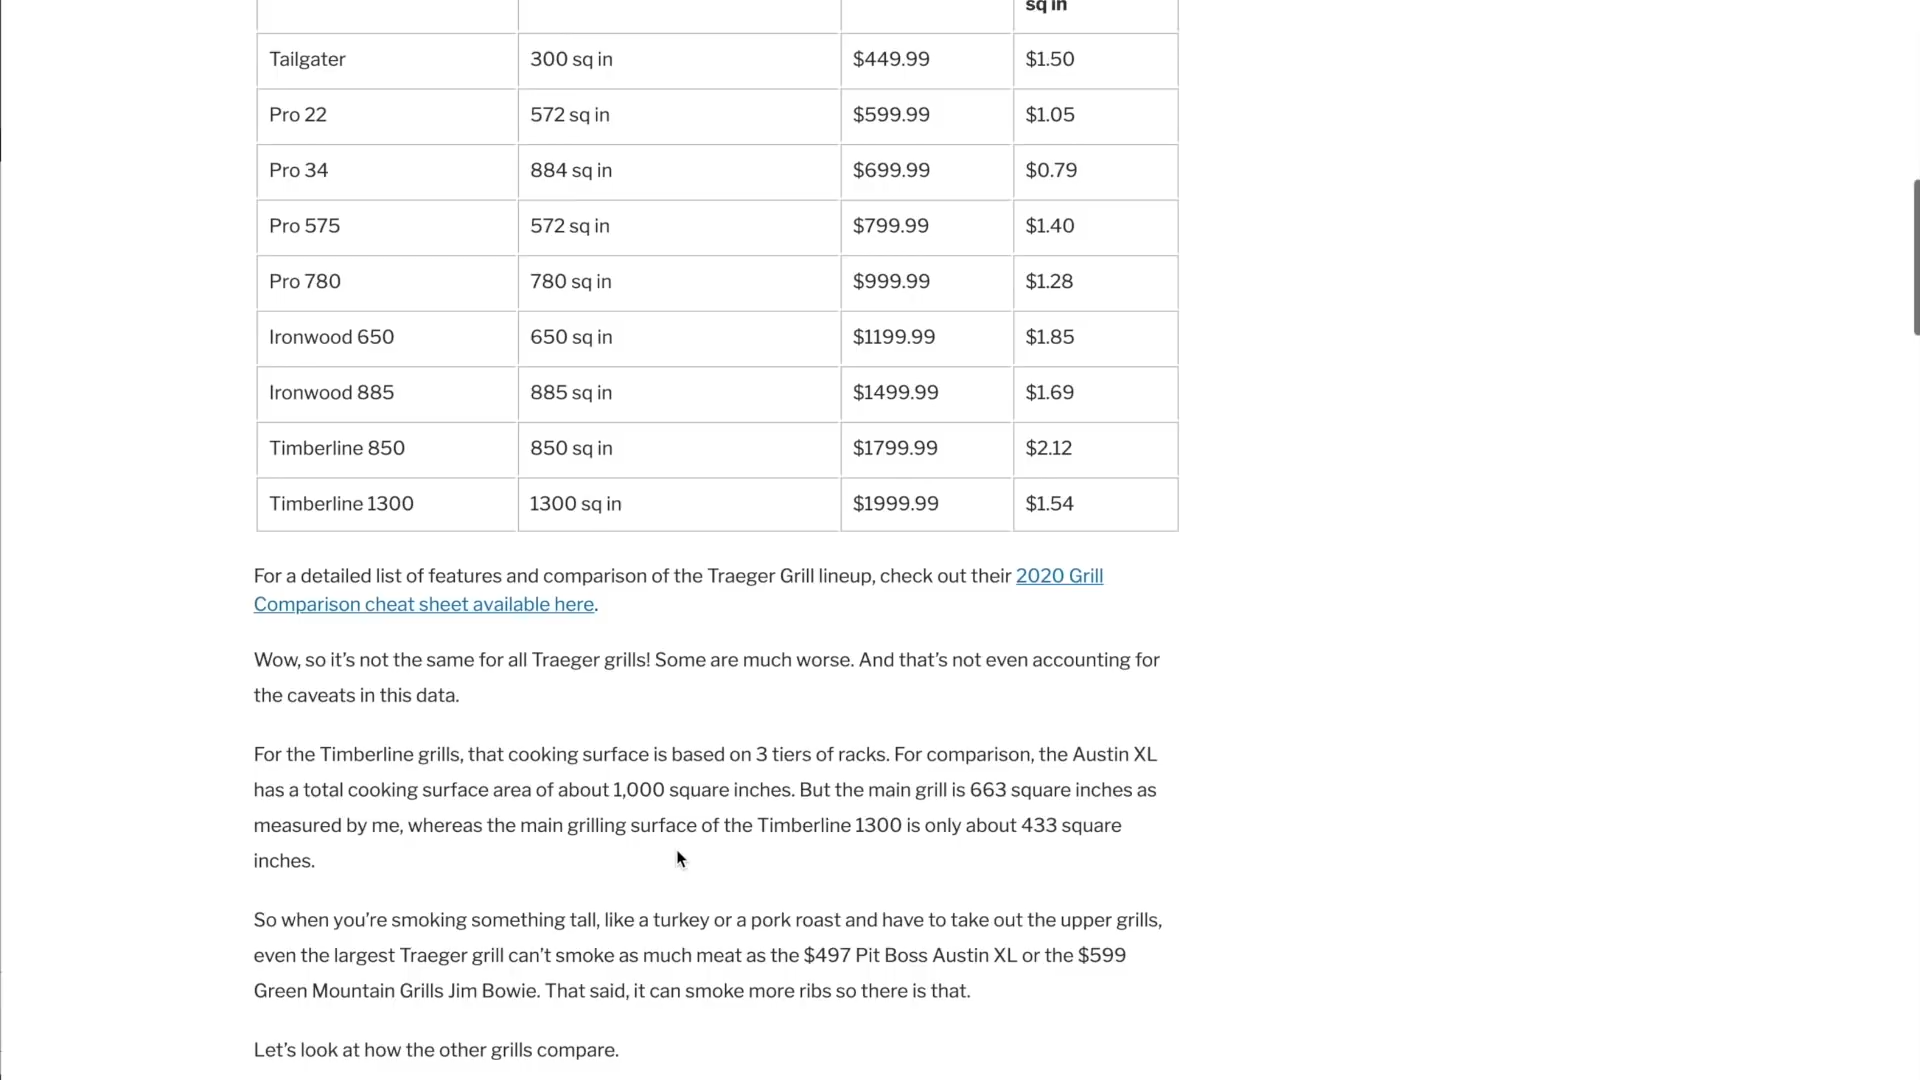 sq in
Tailgater 300 sq in $449.99 $1.50
Pro 22 572 sq in $599.99 $1.05
Pro 34 884 sq in $699.99 $0.79
Pro 575 572 sq in $799.99 $1.40
Pro 780 780 sq in $999.99 $1.28
Ironwood 650 650 sq in $1199.99 $1.85
Ironwood 885 885 sq in $1499.99 $1.69
Timberline 850 850 sq in $1799.99 $2.12
Timberline 1300 1300 sq in $1999.99 $1.54
For a detailed list of features and comparison of the Traeger Grill lineup, check out their 2020 Grill
Comparison cheat sheet available here.
Wow, so it’s not the same for all Traeger grills! Some are much worse. And that’s not even accounting for
the caveats in this data.
For the Timberline grills, that cooking surface is based on 3 tiers of racks. For comparison, the Austin XL
has a total cooking surface area of about 1,000 square inches. But the main grill is 663 square inches as
measured by me, whereas the main grilling surface of the Timberline 1300 is only about 433 square
inches.
So when you’re smoking something tall, like a turkey or a pork roast and have to take out the upper grills,
even the largest Traeger grill can’t smoke as much meat as the $497 Pit Boss Austin XL or the $599
Green Mountain Grills Jim Bowie. That said, it can smoke more ribs so there is that.
Let’s look at how the other grills compare.